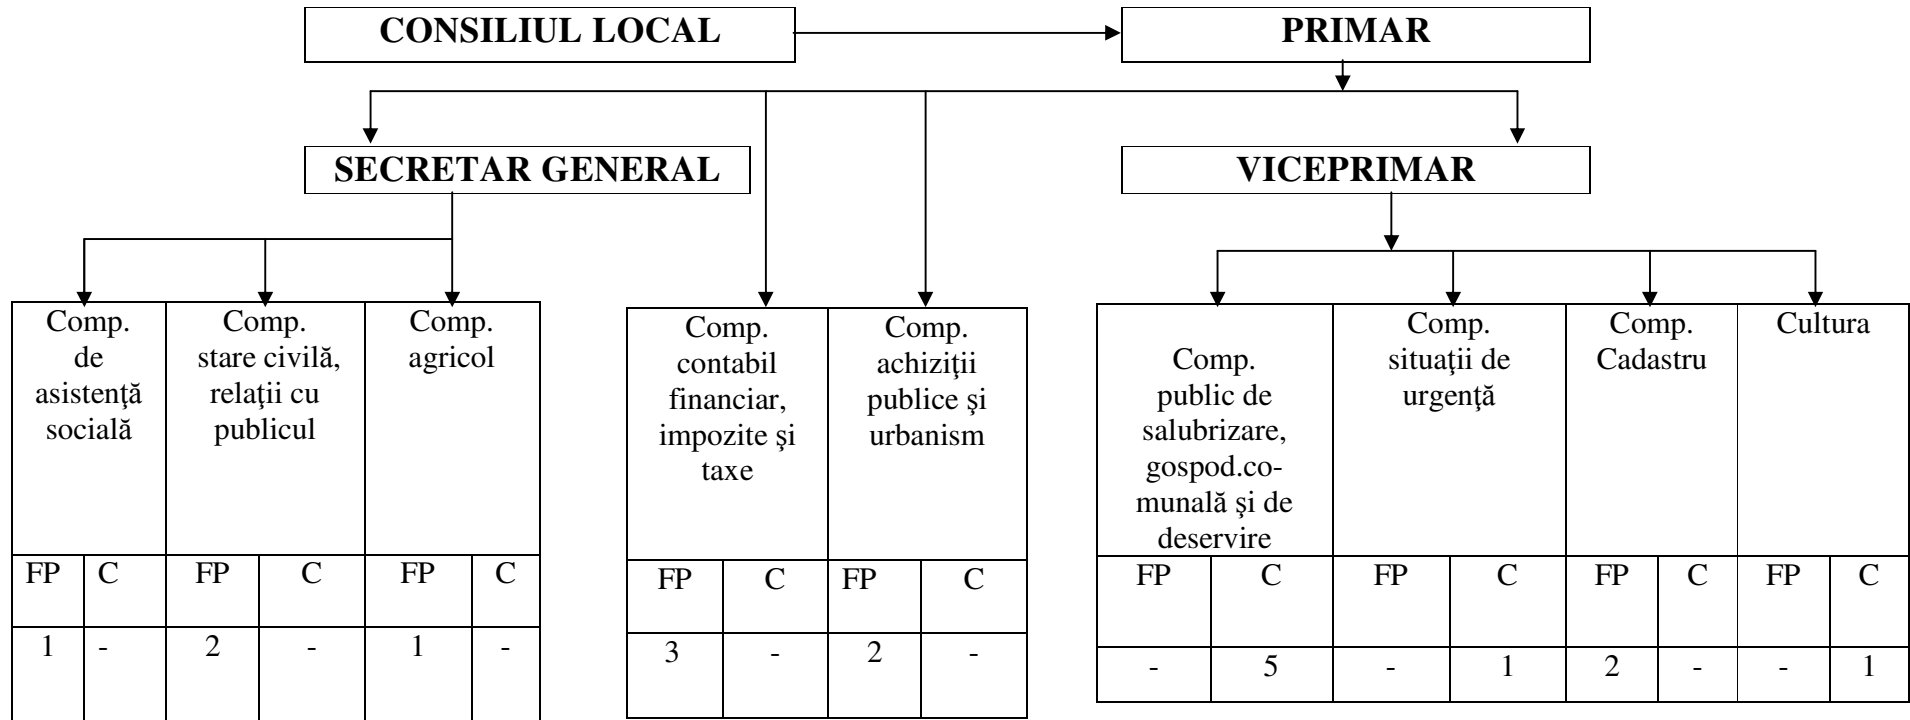 CONSILIUL LOCAL
PRIMAR
SECRETAR GENERAL
VICEPRIMAR
Comp.
de
asistenţă
socială
Comp.
stare civilă,
relaţii cu
publicul
Comp.
agricol
FP C FP C FP C
1 - 2 - 1 -
Comp.
contabil
financiar,
impozite şi
taxe
Comp.
achiziţii
publice şi
urbanism
FP C FP C
3 - 2 -
Comp.
public de
salubrizare,
gospod.co-
munală şi de
deservire
Comp.
situaţii de
urgenţă
Comp.
Cadastru
Cultura
FP C FP C FP C FP C
- 5 - 1 2 - - 1